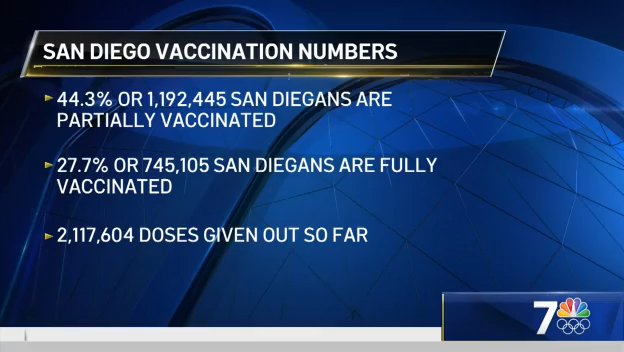 SAN DIEGO VACCINATION NUMBERS
44.3% OR 1,192,445 SAN DIEGANS ARE
PARTIALLY VACCINATED
27.7% OR 745,105 SAN DIEGANS ARE FULLY
VACCINATED
2,117,604 DOSES GIVEN OUT SO FAR
7